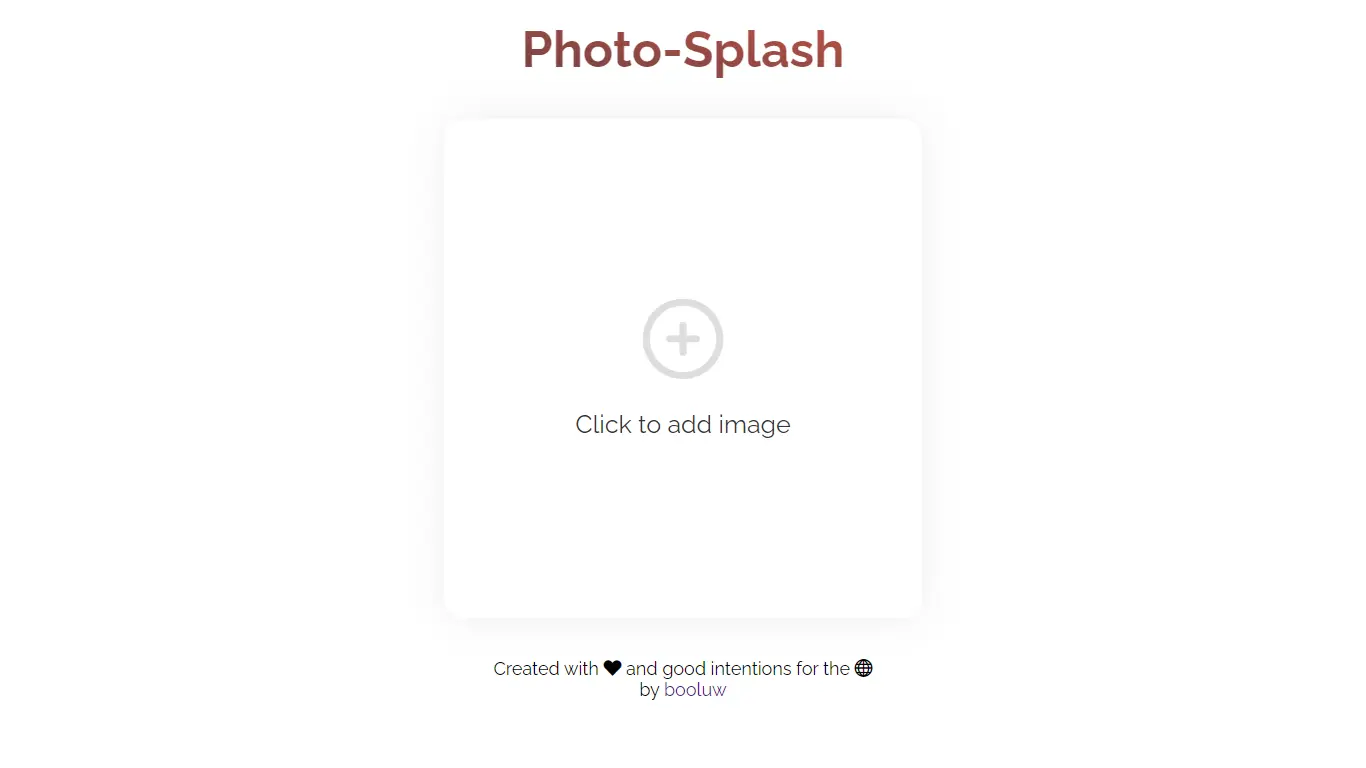 Photo-Splash
Click to add image
Created with and good intentions for the
by booluw